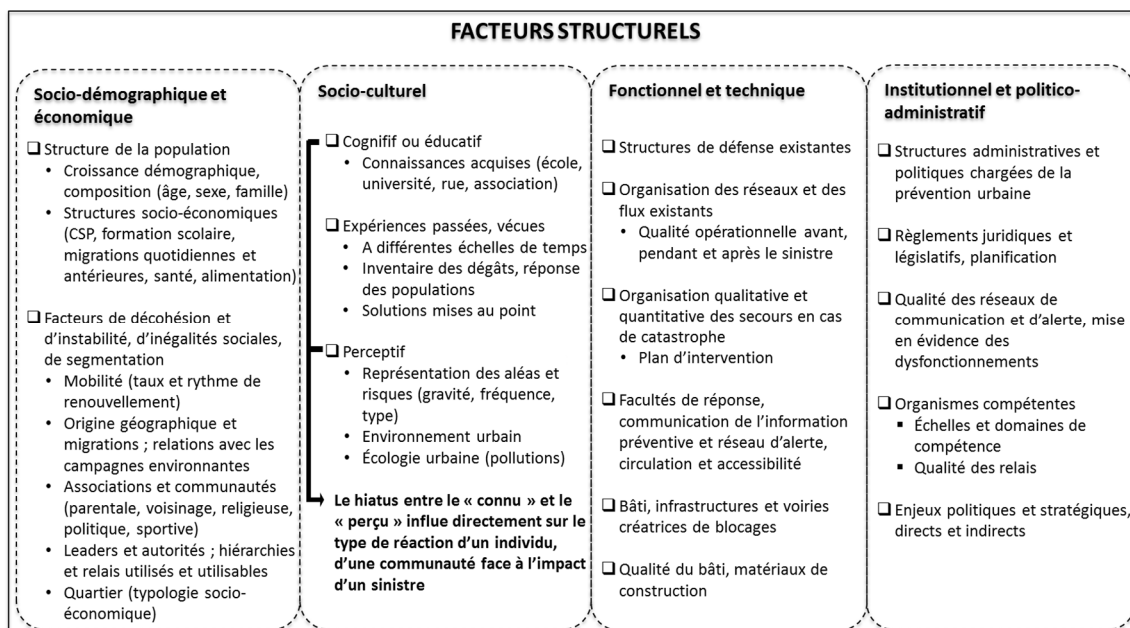 FACTEURS STRUCTURELS
Socio-démographique et
économique
Structure de la population
• Croissance démographique,
composition (âge, sexe, famille)
• Structures socio-économiques
(CSP, formation scolaire,
migrations quotidiennes et
antérieures, santé, alimentation)
Facteurs de décohésion et
d'instabilité, d'inégalités sociales,
de segmentation
• Mobilité (taux et rythme de
renouvellement)
• Origine géographique et
migrations ; relations avec les
campagnes environnantes
• Associations et communautés
(parentale, voisinage, religieuse,
politique, sportive)
• Leaders et autorités ; hiérarchies
et relais utilisés et utilisables
• Quartier (typologie socio-
économique)
Socio-culturel
Cognifif ou éducatif
• Connaissances acquises (école,
université, rue, association)
Expériences passées, vécues
• A différentes échelles de temps
• Inventaire des dégâts, réponse
des populations
• Solutions mises au point
Perceptif
• Représentation des aléas et
risques (gravité, fréquence,
type)
• Environnement urbain
• Écologie urbaine (pollutions)
Le hiatus entre le « connu » et le
« perçu » influe directement sur le
type de réaction d'un individu,
d'une communauté face à l'impact
d'un sinistre
Fonctionnel et technique
Structures de défense existantes
Organisation des réseaux et des
flux existants
• Qualité opérationnelle avant,
pendant et après le sinistre
Organisation qualitative et
quantitative des secours en cas
de catastrophe
• Plan d'intervention
Facultés de réponse,
communication de l'information
préventive et réseau d'alerte,
circulation et accessibilité
Bâti, infrastructures et voiries
créatrices de blocages
Qualité du bâti, matériaux de
construction
Institutionnel et politico-
administratif
Structures administratives et
politiques chargées de la
prévention urbaine
Règlements juridiques et
législatifs, planification
Qualité des réseaux de
communication et d'alerte, mise
en évidence des
dysfonctionnements
Organismes compétentes
▪ Échelles et domaines de
compétence
▪ Qualité des relais
Enjeux politiques et stratégiques,
directs et indirects